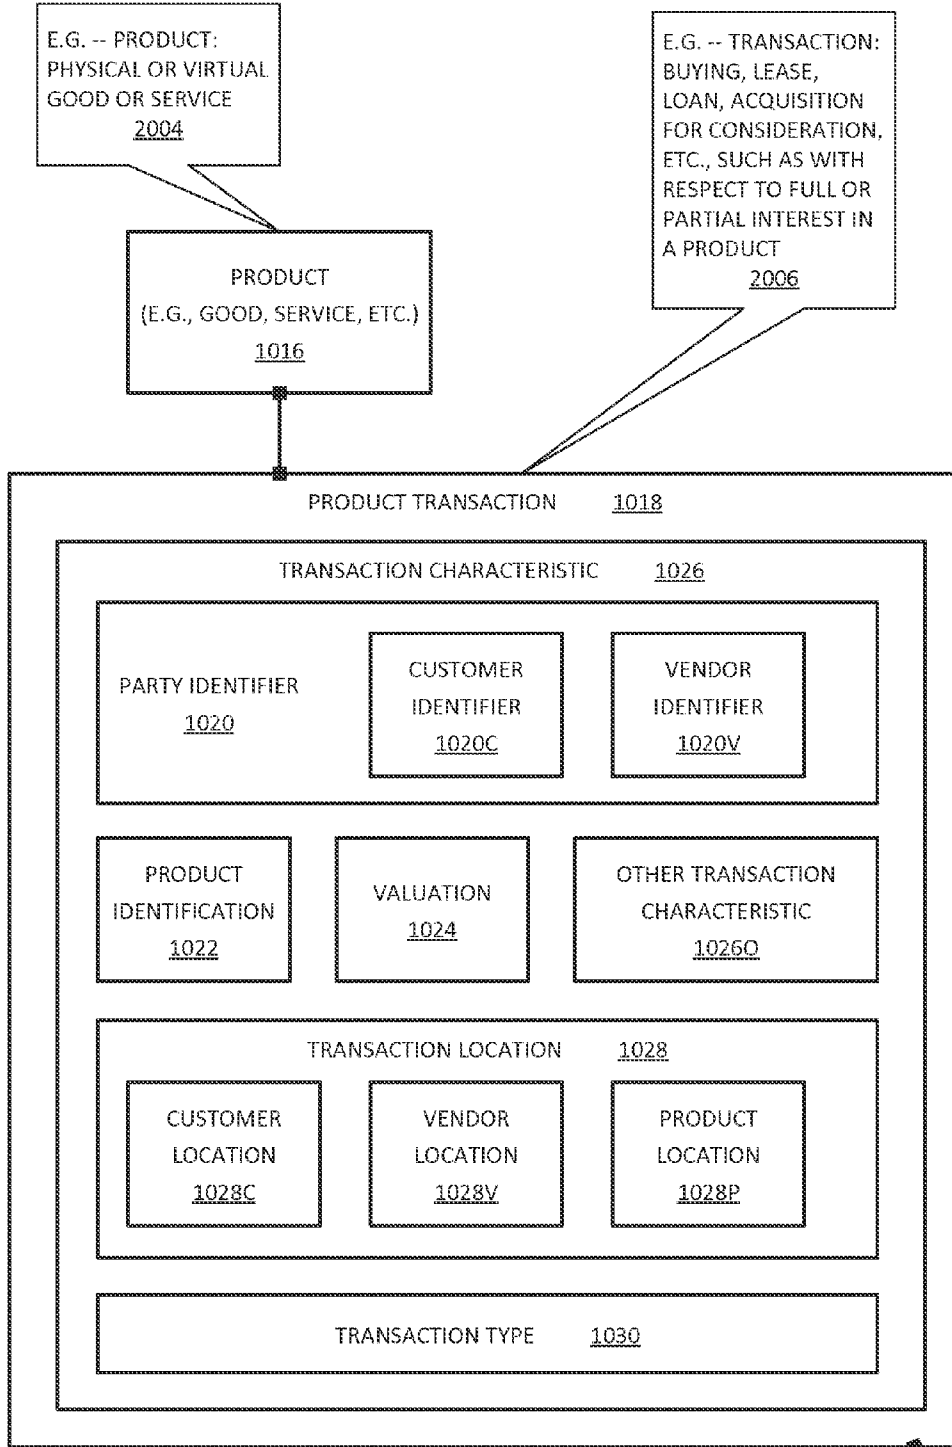 E.G. -- PRODUCT:
PHYSICAL OR VIRTUAL
GOOD OR SERVICE
2004
E.G. -- TRANSACTION:
BUYING, LEASE,
LOAN, ACQUISITION
FOR CONSIDERATION,
ETC., SUCH AS WITH
RESPECT TO FULL OR
PARTIAL INTEREST IN
A PRODUCT
2006
PRODUCT
(E.G., GOOD, SERVICE, ETC.)
1016
PRODUCT TRANSACTION 1018
TRANSACTION CHARACTERISTIC 1026
PARTY IDENTIFIER
1020
CUSTOMER
IDENTIFIER
1020C
VENDOR
IDENTIFIER
1020V
PRODUCT
IDENTIFICATION
1022
VALUATION
1024
OTHER TRANSACTION
CHARACTERISTIC
1026O
TRANSACTION LOCATION 1028
CUSTOMER
LOCATION
1028C
VENDOR
LOCATION
1028V
PRODUCT
LOCATION
1028P
TRANSACTION TYPE 1030